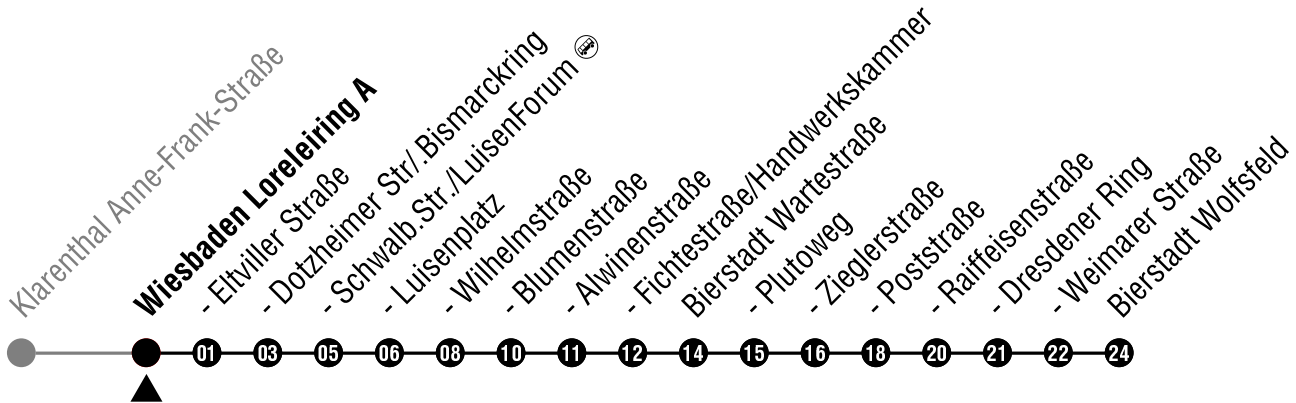 Klarenthal Anne-Frank-Straße
Wiesbaden Loreleiring A
- Eltviller Straße
- Dotzheimer Str/.Bismarckring
- Schwalb.Str./LuisenForum
- Luisenplatz
- Wilhelmstraße
- Blumenstraße
- Alwinenstraße
- Fichtestraße/Handwerkskammer
Bierstadt Wartestraße
- Plutoweg
- Zieglerstraße
- Poststraße
- Raiffeisenstraße
- Dresdener Ring
- Weimarer Straße
Bierstadt Wolfsfeld
01 03 05 06 08 10 11 12 14 15 16 18 20 21 22 24